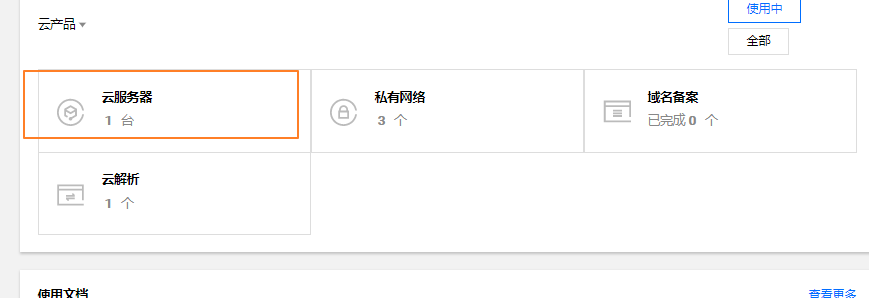 使用中
云产品
全部
云服务器
1 台
私有网络
3 个
域名备案
已完成 0 个
云解析
1 个
使用文档
查看更多